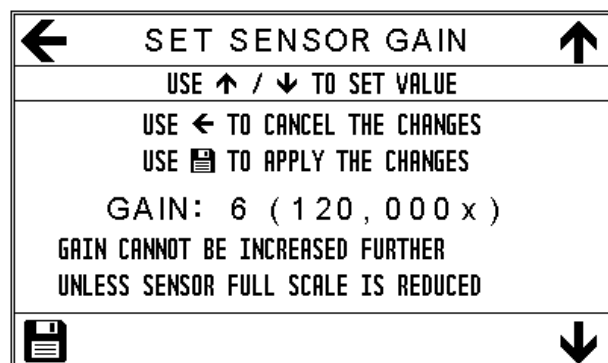 SET SENSOR GAIN
USE ↑ / ↓ TO SET VALUE
USE ← TO CANCEL THE CHANGES
USE 💾 TO APPLY THE CHANGES
GAIN: 6 (120,000x)
GAIN CANNOT BE INCREASED FURTHER
UNLESS SENSOR FULL SCALE IS REDUCED